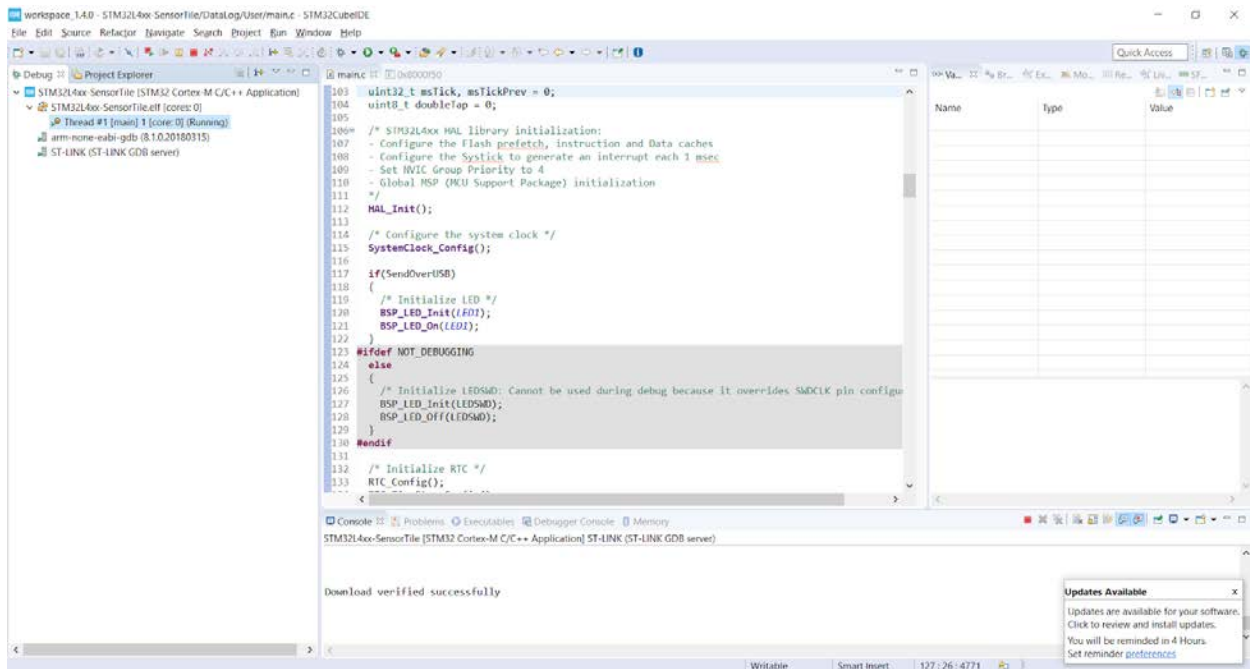 workspace_1.4.0 - STM32L4xx-SensorTile/DataLog/User/main.c - STM32CubeIDE
File Edit Source Refactor Navigate Search Project Run Window Help
Quick Access
Debug Project Explorer
STM32L4xx-SensorTile [STM32 Cortex-M C/C++ Application]
STM32L4xx-SensorTile.elf [cores: 0]
Thread #1 [main] 1 [core: 0] (Running)
arm-none-eabi-gdb (8.1.0.20180315)
ST-LINK (ST-LINK GDB server)
main.c 0x8000f50
103 uint32_t msTick, msTickPrev = 0;
104 uint8_t doubleTap = 0;
105
106 /* STM32L4xx HAL library initialization:
107 - Configure the Flash prefetch, instruction and Data caches
108 - Configure the Systick to generate an interrupt each 1 msec
109 - Set NVIC Group Priority to 4
110 - Global MSP (MCU Support Package) initialization
111 */
112 HAL_Init();
113
114 /* Configure the system clock */
115 SystemClock_Config();
116
117 if(SendOverUSB)
118 {
119 /* Initialize LED */
120 BSP_LED_Init(LED1);
121 BSP_LED_On(LED1);
122 }
123 #ifdef NOT_DEBUGGING
124 else
125 {
126 /* Initialize LEDSWD: Cannot be used during debug because it overrides SWDCLK pin configu
127 BSP_LED_Init(LEDSWD);
128 BSP_LED_Off(LEDSWD);
129 }
130 #endif
131
132 /* Initialize RTC */
133 RTC_Config();
Va... Br... Ex... Mo... Re... Liv... SF...
Name Type Value
Console Problems Executables Debugger Console Memory
STM32L4xx-SensorTile [STM32 Cortex-M C/C++ Application] ST-LINK (ST-LINK GDB server)
Download verified successfully
Updates Available x
Updates are available for your software.
Click to review and install updates.
You will be reminded in 4 Hours.
Set reminder preferences
Writable Smart Insert 127 : 26 : 4771